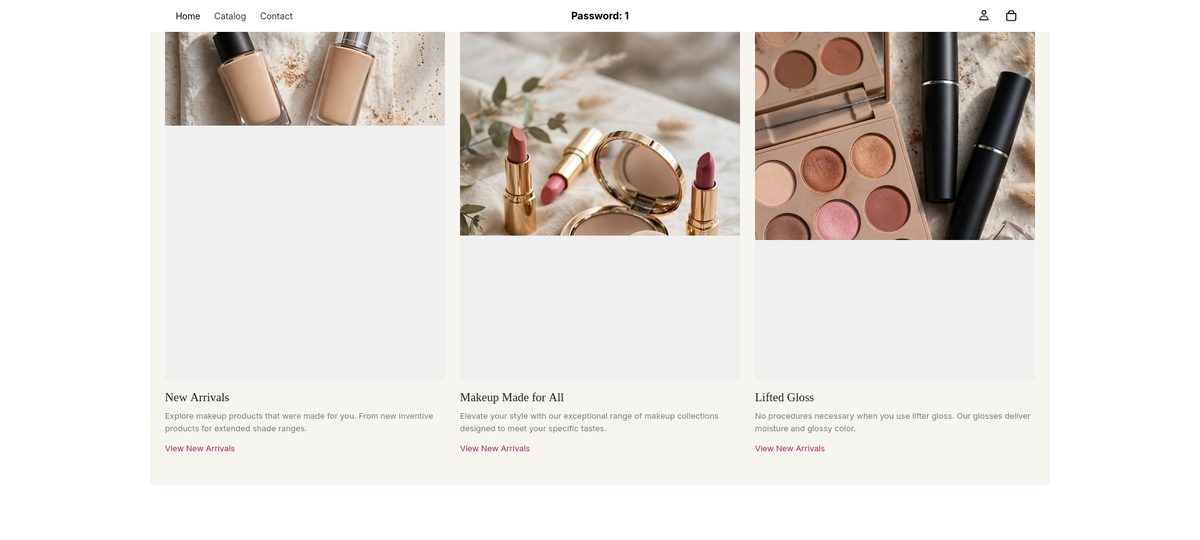 Home Catalog Contact
Password: 1
New Arrivals
Explore makeup products that were made for you. From new inventive
products for extended shade ranges.
View New Arrivals
Makeup Made for All
Elevate your style with our exceptional range of makeup collections
designed to meet your specific tastes.
View New Arrivals
Lifted Gloss
No procedures necessary when you use lifter gloss. Our glosses deliver
moisture and glossy color.
View New Arrivals